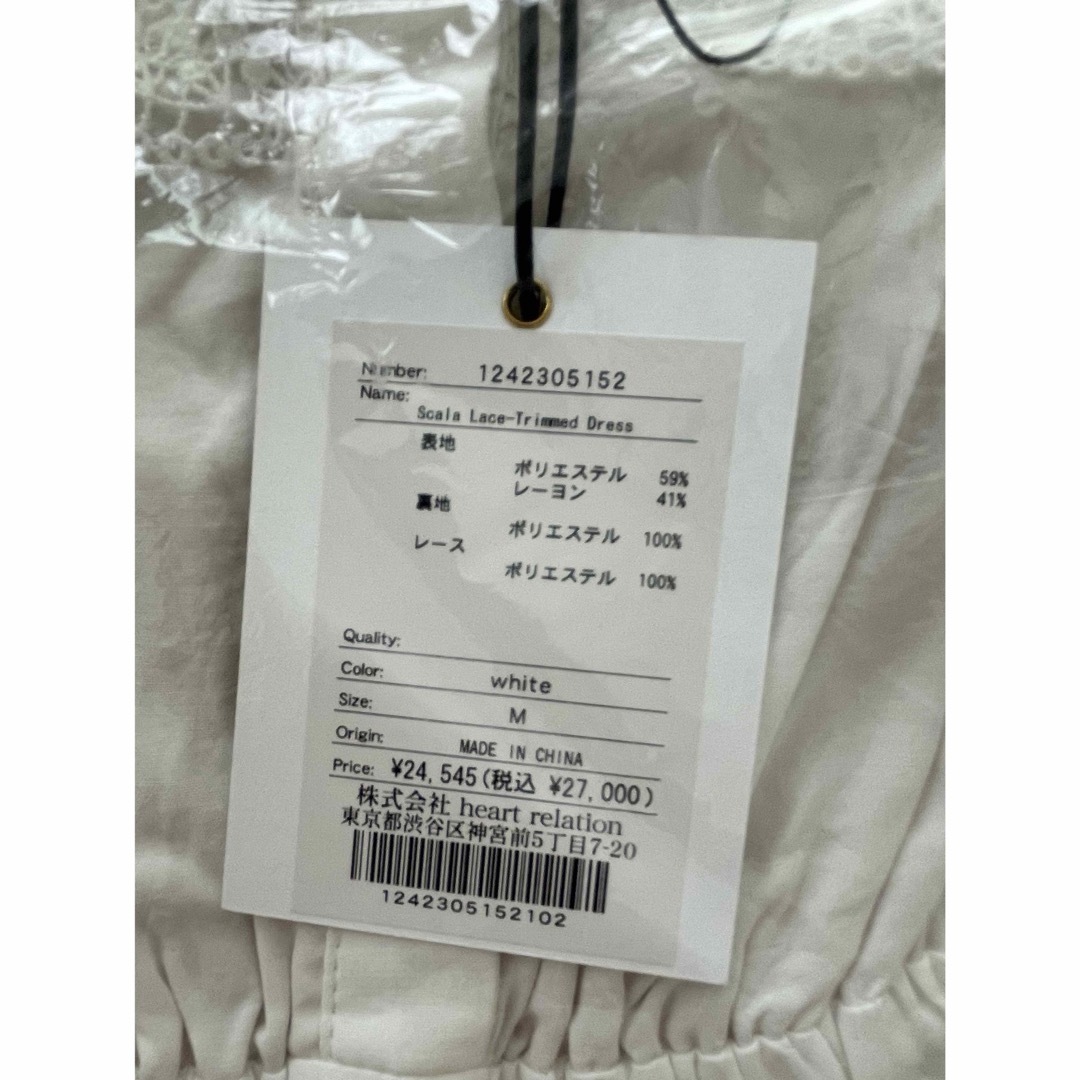 Number: 1242305152
Name:
Scala Lace-Trimmed Dress
表地
ポリエステル 59%
レーヨン 41%
裏地
ポリエステル 100%
レース
ポリエステル 100%
Quality:
Color: white
Size: M
Origin: MADE IN CHINA
Price: ¥24,545(税込 ¥27,000)
株式会社 heart relation
東京都渋谷区神宮前5丁目7-20
1242305152102